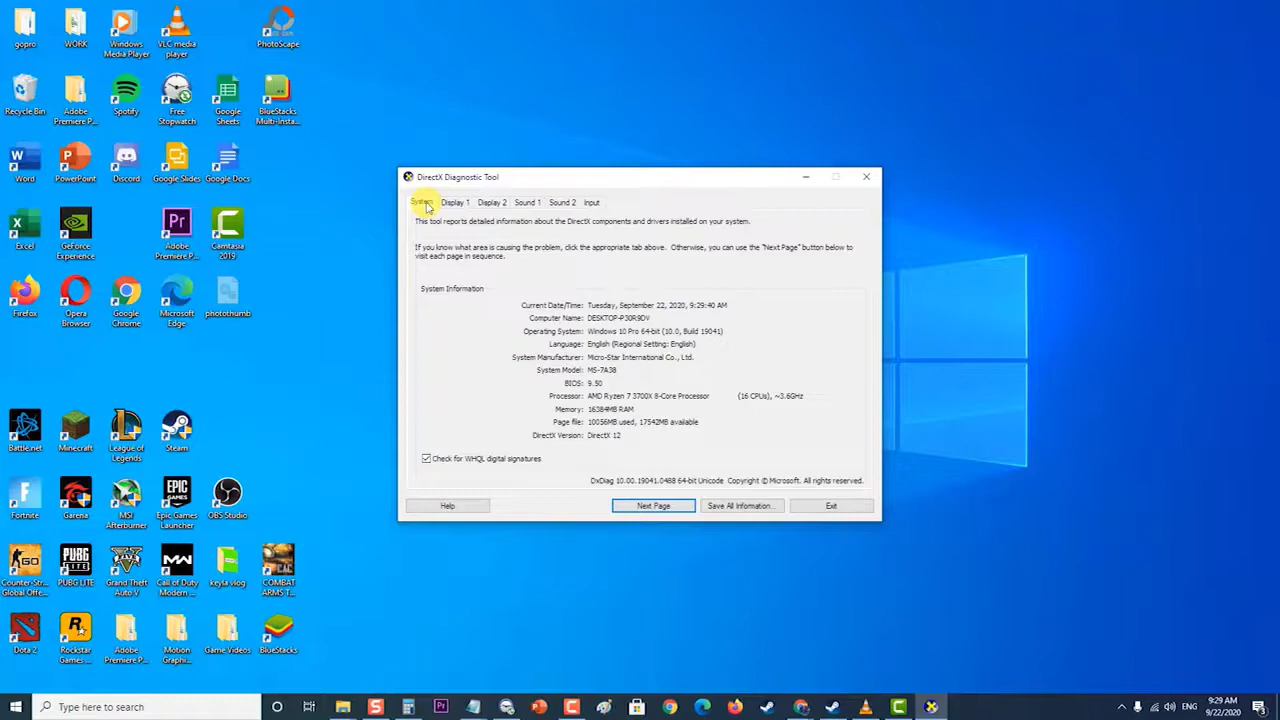 gopro
WORK
Windows
Media Player
VLC media
player
PhotoScape
Recycle Bin
Adobe
Premiere P...
Spotify
Free
Stopwatch
Google
Sheets
BlueStacks
Multi-Insta...
Word
PowerPoint
Discord
Google Slides
Google Docs
Excel
GeForce
Experience
Adobe
Premiere P...
Camtasia
2019
Firefox
Opera
Browser
Google
Chrome
Microsoft
Edge
photothumb
Battle.net
Minecraft
League of
Legends
Steam
Fortnite
Garena
MSI
Afterburner
Epic Games
Launcher
OBS Studio
Counter-Str...
Global Offe...
PUBG LITE
Grand Theft
Auto V
Call of Duty
Modern ...
keyla vlog
COMBAT
ARMS T...
Dota 2
Rockstar
Games ...
Adobe
Premiere P...
Motion
Graphi...
Game Videos
BlueStacks
DirectX Diagnostic Tool
System Display 1 Display 2 Sound 1 Sound 2 Input
This tool reports detailed information about the DirectX components and drivers installed on your system.
If you know what area is causing the problem, click the appropriate tab above. Otherwise, you can use the "Next Page" button below to
visit each page in sequence.
System Information
Current Date/Time: Tuesday, September 22, 2020, 9:29:40 AM
Computer Name: DESKTOP-P30R9DV
Operating System: Windows 10 Pro 64-bit (10.0, Build 19041)
Language: English (Regional Setting: English)
System Manufacturer: Micro-Star International Co., Ltd.
System Model: MS-7A38
BIOS: 9.50
Processor: AMD Ryzen 7 3700X 8-Core Processor (16 CPUs), ~3.6GHz
Memory: 16384MB RAM
Page file: 10056MB used, 17542MB available
DirectX Version: DirectX 12
Check for WHQL digital signatures
DxDiag 10.00.19041.0488 64-bit Unicode Copyright © Microsoft. All rights reserved.
Help
Next Page
Save All Information...
Exit
Type here to search
ENG
9:29 AM
9/22/2020